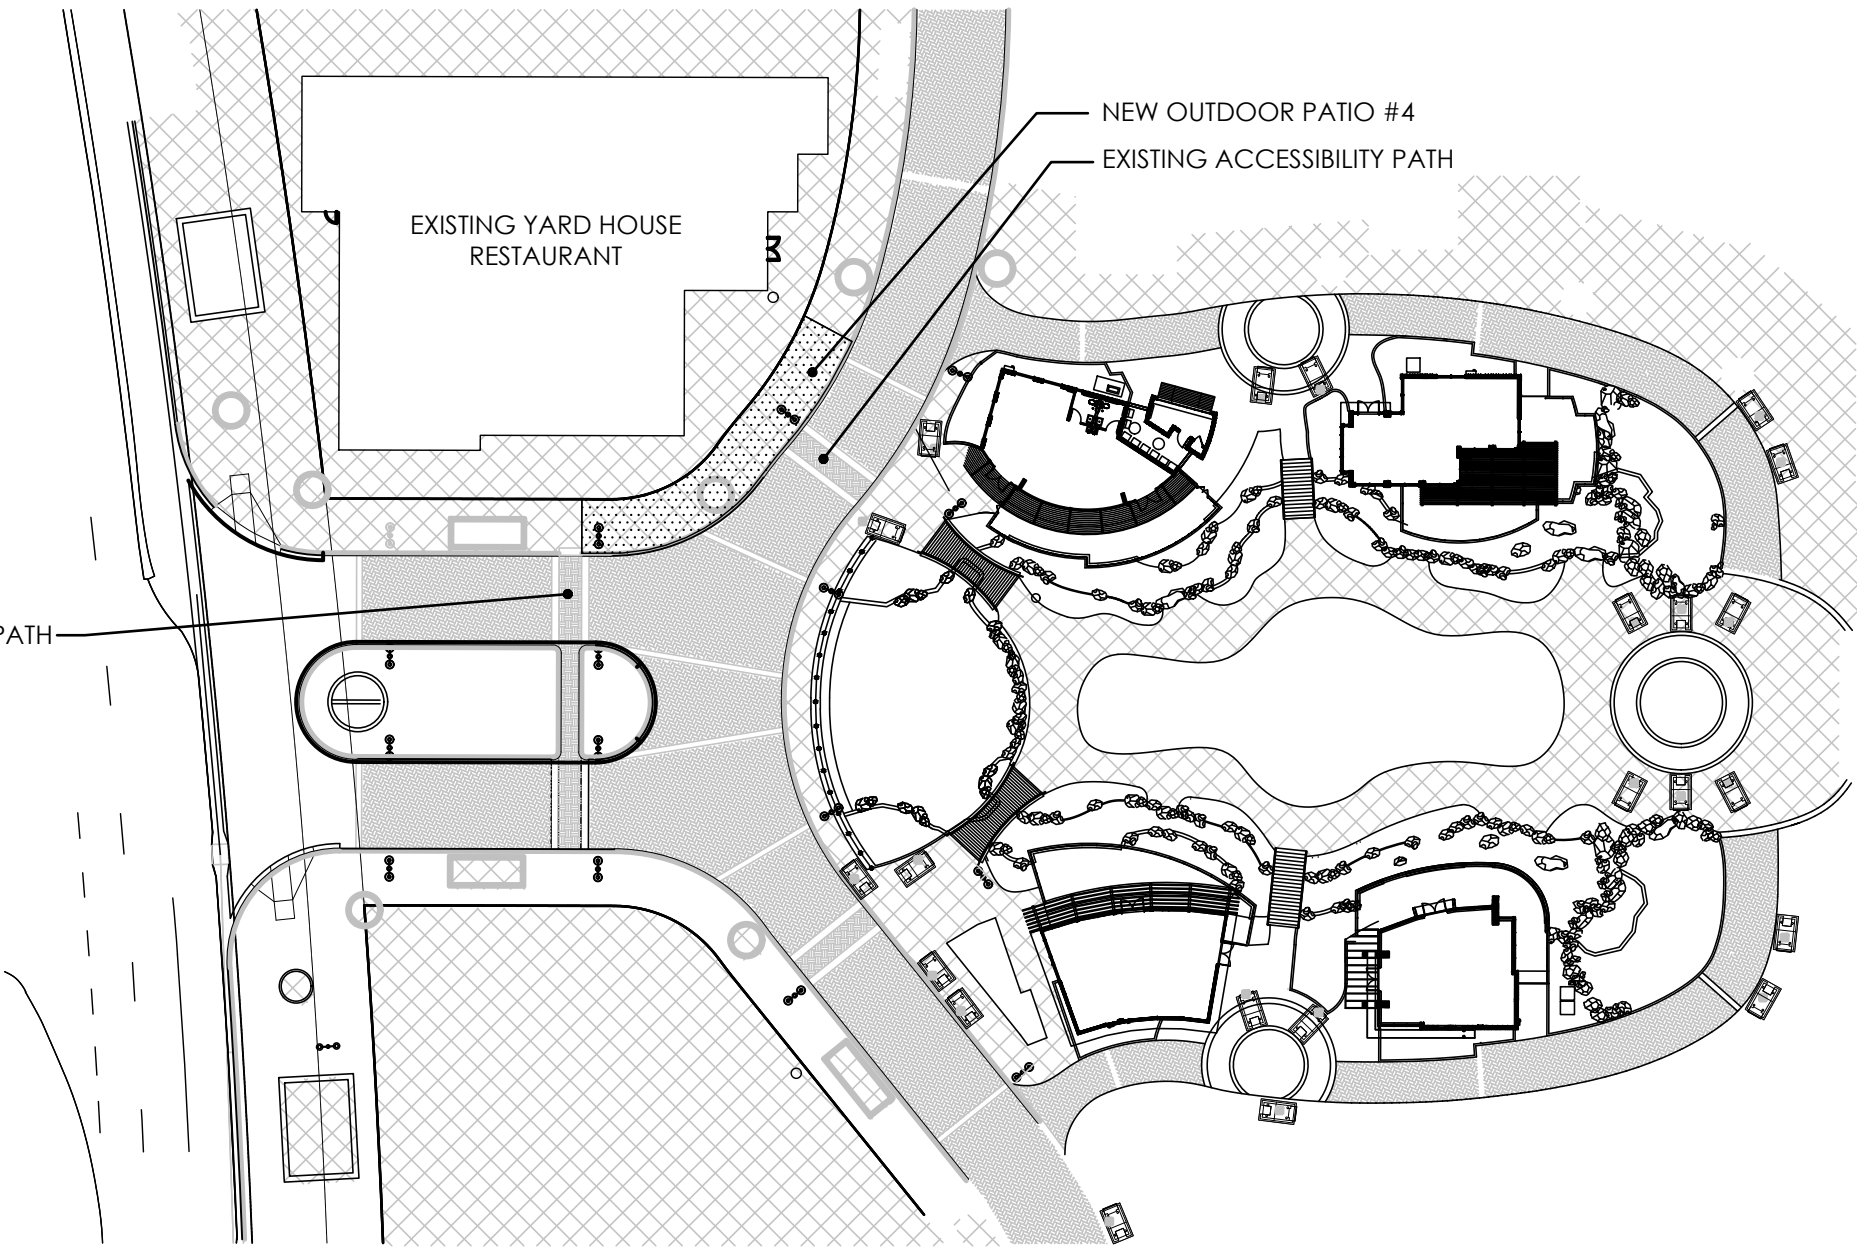 NEW OUTDOOR PATIO #4
EXISTING ACCESSIBILITY PATH
EXISTING YARD HOUSE
RESTAURANT
PATH